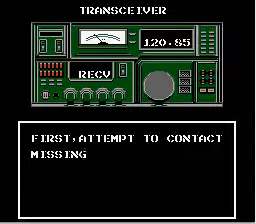 TRANSCEIVER
120.85
RECV
FIRST,ATTEMPT TO CONTACT
MISSING